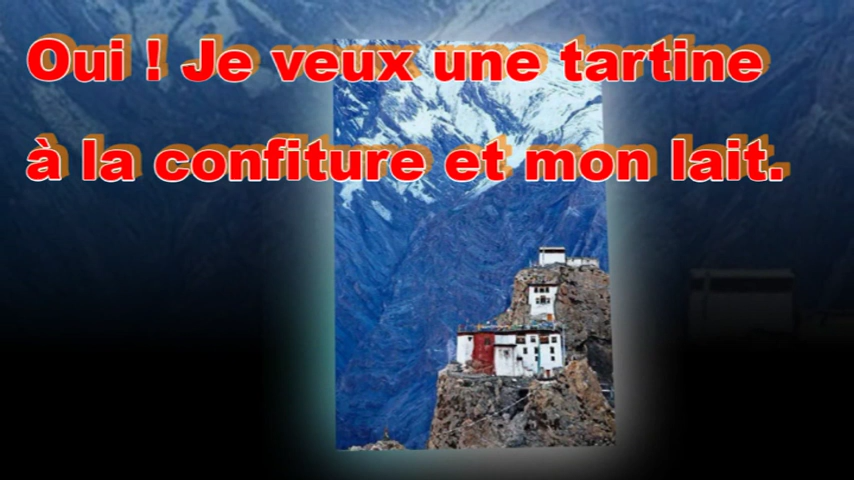 Oui ! Je veux une tartine
à la confiture et mon lait.